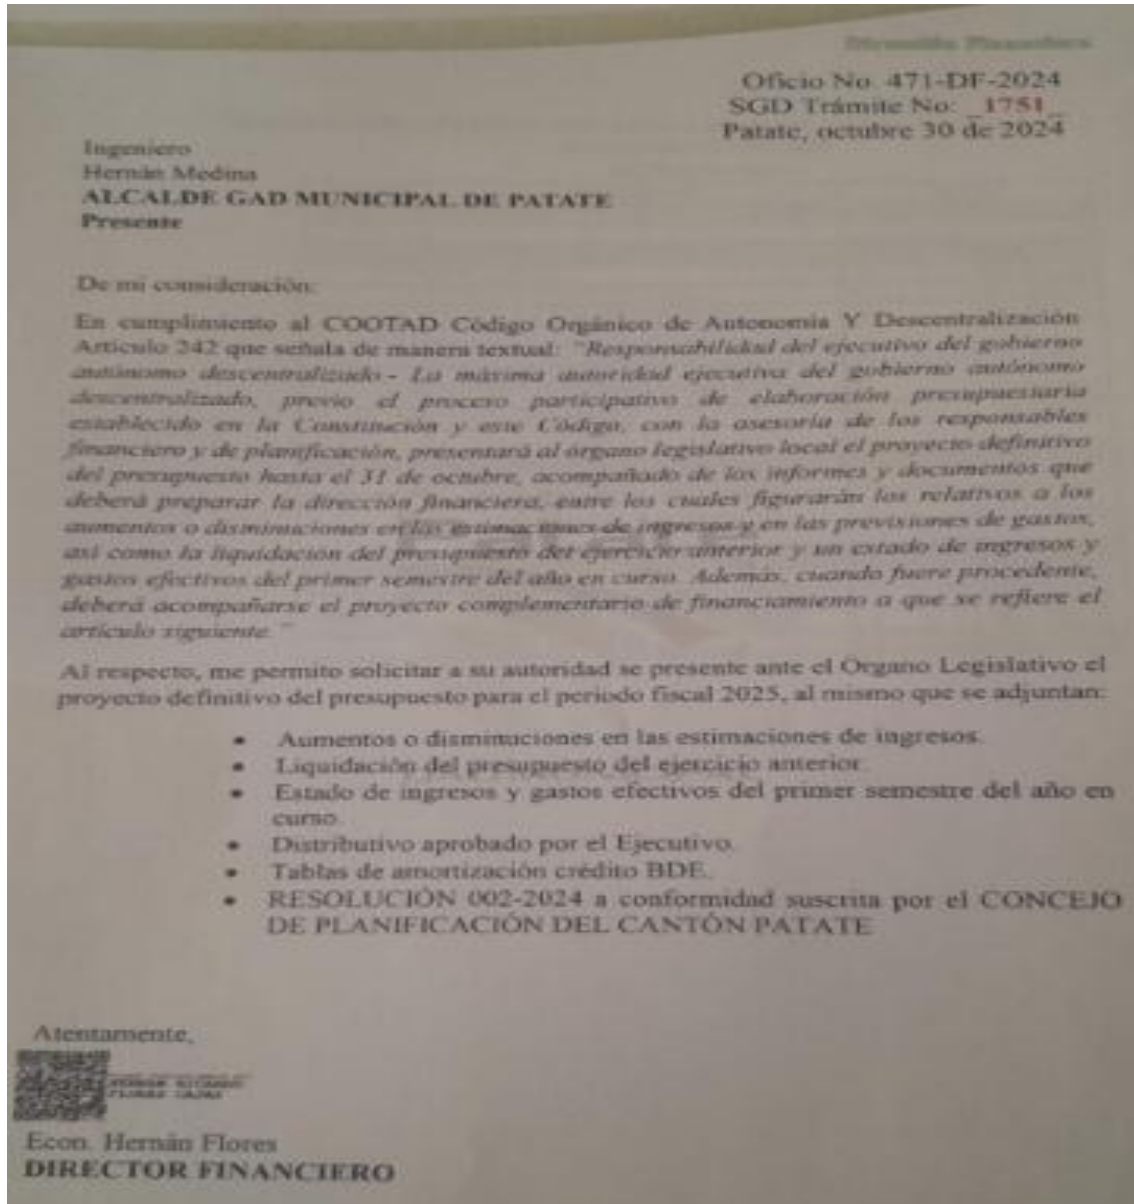 Dirección Financiera
Oficio No. 471-DF-2024
SGD Trámite No: _1751_
Patate, octubre 30 de 2024
Ingeniero
Hernán Medina
ALCALDE GAD MUNICIPAL DE PATATE
Presente
De mi consideración:
En cumplimiento al COOTAD Código Orgánico de Autonomía Y Descentralización
Artículo 242 que señala de manera textual: "Responsabilidad del ejecutivo del gobierno
autónomo descentralizado.- La máxima autoridad ejecutiva del gobierno autónomo
descentralizado, previo el proceso participativo de elaboración presupuestaria
establecido en la Constitución y este Código, con la asesoría de los responsables
financiero y de planificación, presentará al órgano legislativo local el proyecto definitivo
del presupuesto hasta el 31 de octubre, acompañado de los informes y documentos que
deberá preparar la dirección financiera, entre los cuales figurarán los relativos a los
aumentos o disminuciones en las estimaciones de ingresos y en las previsiones de gastos,
así como la liquidación del presupuesto del ejercicio anterior y un estado de ingresos y
gastos efectivos del primer semestre del año en curso. Además, cuando fuere procedente,
deberá acompañarse el proyecto complementario de financiamiento a que se refiere el
artículo siguiente."
Al respecto, me permito solicitar a su autoridad se presente ante el Órgano Legislativo el
proyecto definitivo del presupuesto para el periodo fiscal 2025, al mismo que se adjuntan:
• Aumentos o disminuciones en las estimaciones de ingresos.
• Liquidación del presupuesto del ejercicio anterior.
• Estado de ingresos y gastos efectivos del primer semestre del año en
curso.
• Distributivo aprobado por el Ejecutivo.
• Tablas de amortización crédito BDE.
• RESOLUCIÓN 002-2024 a conformidad suscrita por el CONCEJO
DE PLANIFICACIÓN DEL CANTÓN PATATE
Atentamente,
HERNAN RICARDO
FLORES
Econ. Hernán Flores
DIRECTOR FINANCIERO